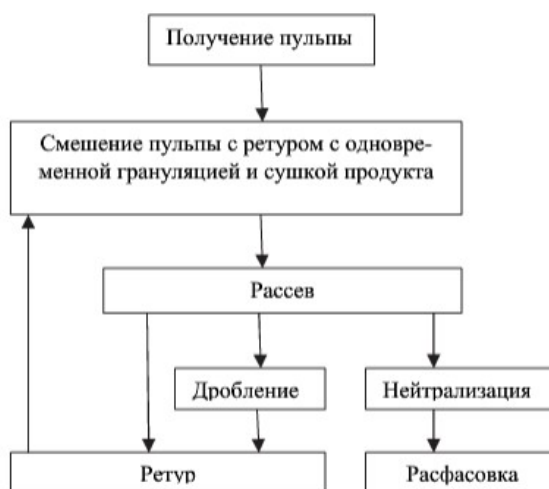 Получение пульпы
Смешение пульпы с ретуром с одновре-
менной грануляцией и сушкой продукта
Рассев
Дробление
Нейтрализация
Ретур
Расфасовка